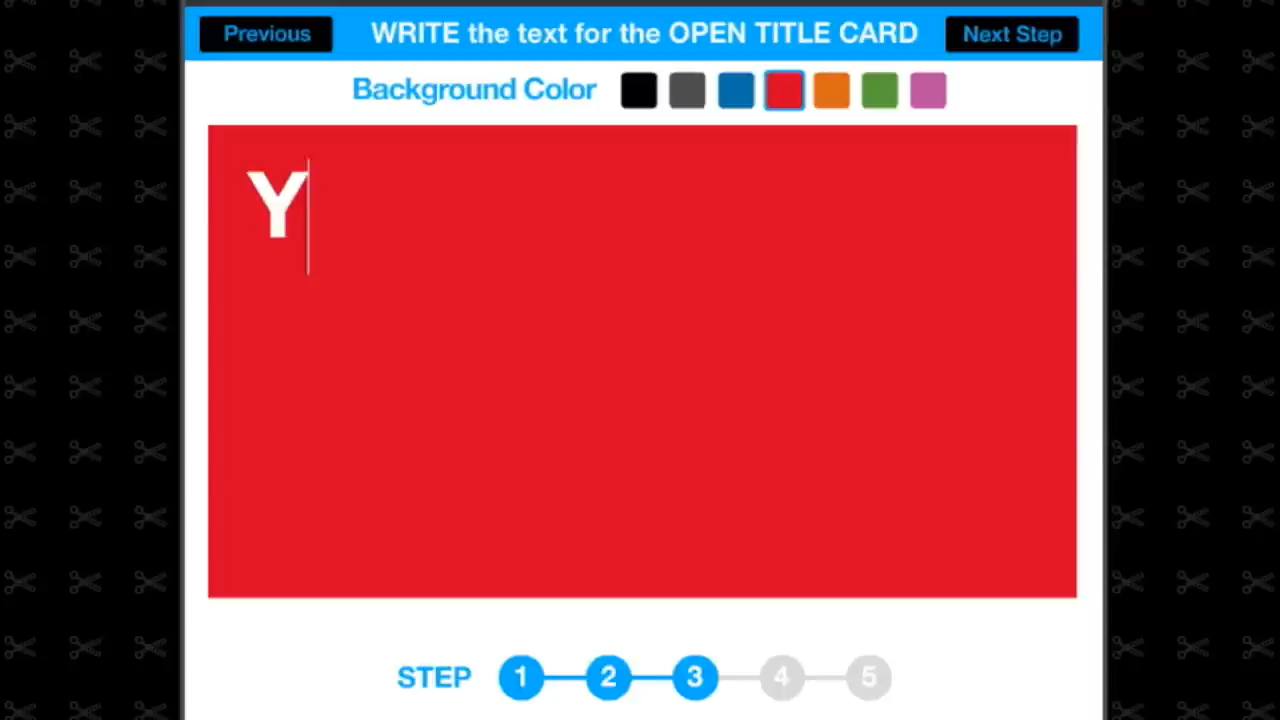 Previous WRITE the text for the OPEN TITLE CARD Next Step
Background Color
Y
STEP 1 2 3 4 5